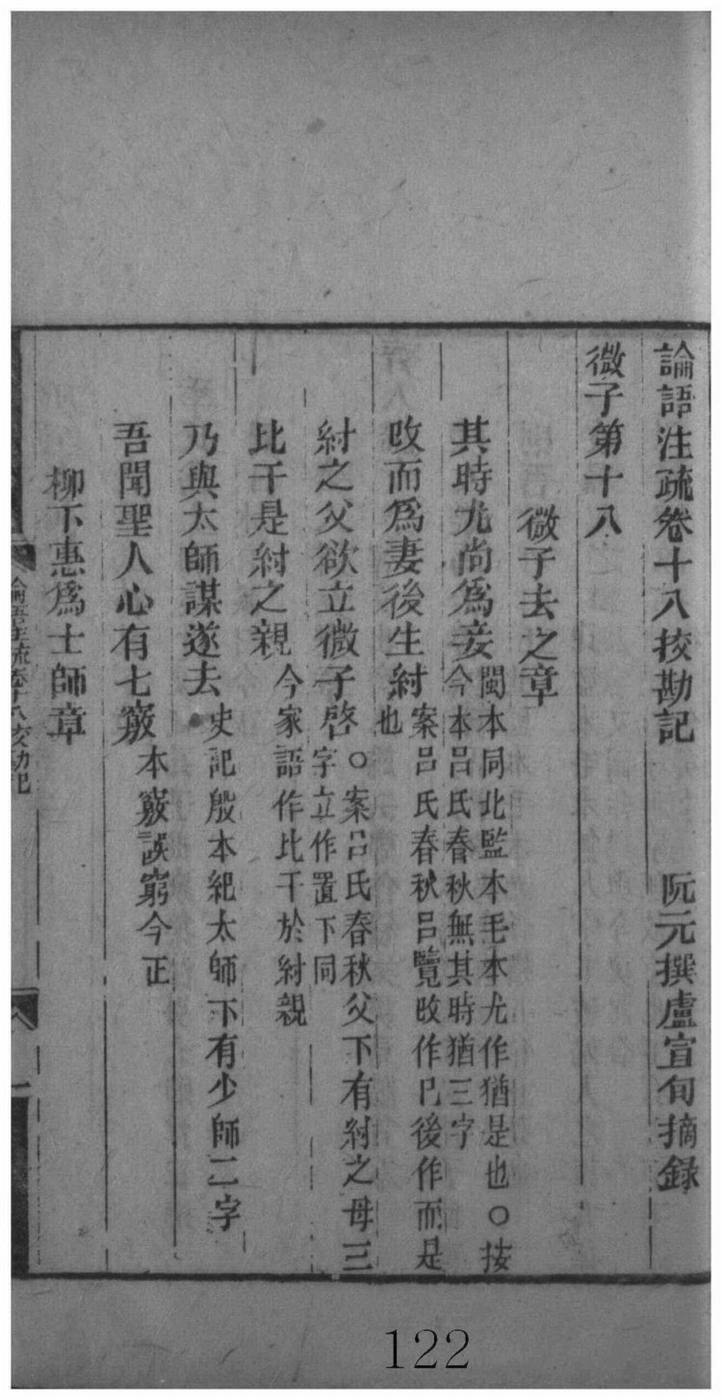 論語注疏卷十八挍勘記　阮元撰盧宣旬摘錄
微子第十八
微子去之章
其時尤尚爲妾
閩本同北監本毛本尤作猶是也○按
今本呂氏春秋無其時猶三字
改而爲妻後生紂
案呂氏春秋呂覽改作已後作而是
也
紂之父欲立微子啓
○案呂氏春秋父下有紂之母三
字立作置下同
比干是紂之親
今家語作比干於紂親
乃與太師謀遂去
史記殷本紀太師下有少師二字
吾聞聖人心有七竅
本竅誤窮今正
柳下惠爲士師章
論語注疏卷十八挍勘記
一
122